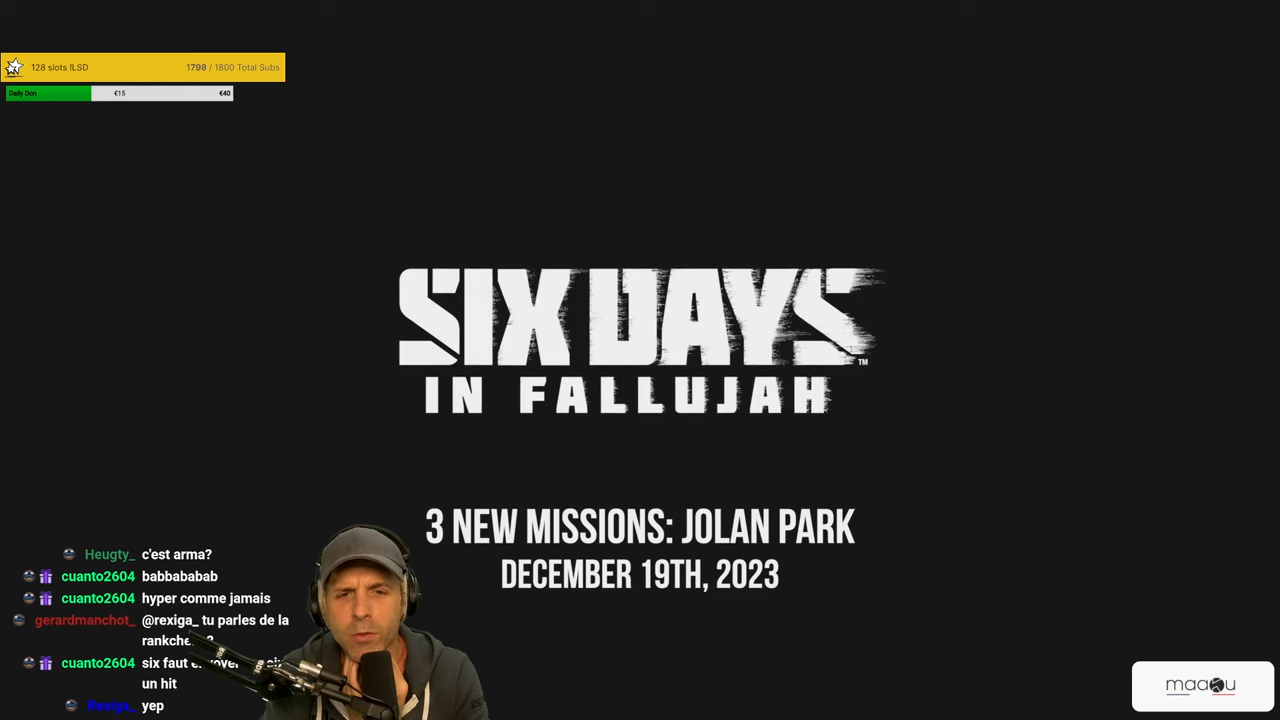 128 slots !LSD
1798 / 1800 Total Subs
Daily Don
€15
€40
SIX DAYS
™
IN FALLUJAH
3 NEW MISSIONS: JOLAN PARK
DECEMBER 19TH, 2023
Heugty_ c'est arma?
cuanto2604 babbababab
cuanto2604 hyper comme jamais
gerardmanchot_ @rexiga_ tu parles de la
cuanto2604 six faut
un hit
Rexiga_ yep
maaku